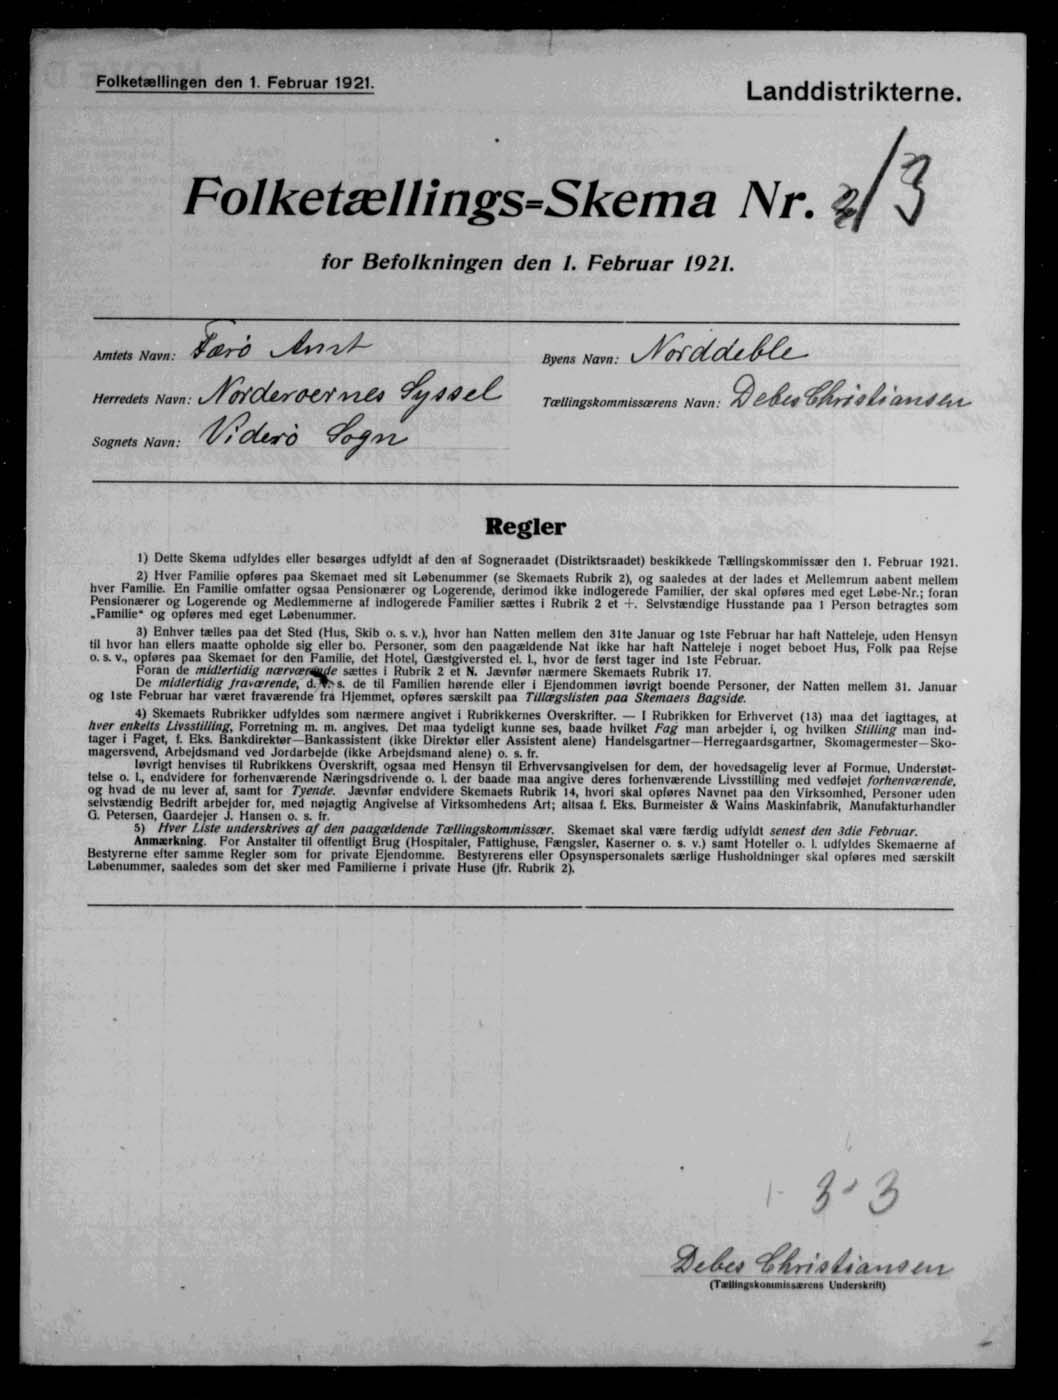 Folketællingen den 1. Februar 1921.
Landdistrikterne.
Folketællings-Skema Nr. 2/3
for Befolkningen den 1. Februar 1921.
Amtets Navn: Færö Amt
Byens Navn: Norddeble
Herredets Navn: Norderoernes Syssel
Tællingskommissærens Navn: Debes Christiansen
Sognets Navn: Viderö Sogn
Regler
1) Dette Skema udfyldes eller besørges udfyldt af den af Sogneraadet (Distriktsraadet) beskikkede Tællingskommissær den 1. Februar 1921.
2) Hver Familie opføres paa Skemaet med sit Løbenummer (se Skemaets Rubrik 2), og saaledes at der lades et Mellemrum aabent mellem
hver Familie. En Familie omfatter ogsaa Pensionærer og Logerende, derimod ikke indlogerede Familier, der skal opføres med eget Løbe-Nr.; foran
Pensionærer og Logerende og Medlemmerne af indlogerede Familier sættes i Rubrik 2 et +. Selvstændige Husstande paa 1 Person betragtes som
„Familie“ og opføres med eget Løbenummer.
3) Enhver tælles paa det Sted (Hus, Skib o. s. v.), hvor han Natten mellem den 31te Januar og 1ste Februar har haft Natteleje, uden Hensyn
til hvor han ellers maatte opholde sig eller bo. Personer, som den paagældende Nat ikke har haft Natteleje i noget beboet Hus, Folk paa Rejse
o. s. v., opføres paa Skemaet for den Familie, det Hotel, Gæstgiversted el. l., hvor de først tager ind 1ste Februar.
Foran de midlertidig nærværende sættes i Rubrik 2 et N. Jævnfør nærmere Skemaets Rubrik 17.
De midlertidig fraværende, d. v. s. de til Familien hørende eller i Ejendommen iøvrigt boende Personer, der Natten mellem 31. Januar
og 1ste Februar har været fraværende fra Hjemmet, opføres særskilt paa Tillægslisten paa Skemaets Bagside.
4) Skemaets Rubrikker udfyldes som nærmere angivet i Rubrikkernes Overskrifter. — I Rubrikken for Erhvervet (13) maa det iagttages, at
hver enkelts Livsstilling, Forretning m. m. angives. Det maa tydeligt kunne ses, baade hvilket Fag man arbejder i, og hvilken Stilling man ind-
tager i Faget, f. Eks. Bankdirektør—Bankassistent (ikke Direktør eller Assistent alene) Handelsgartner—Herregaardsgartner, Skomagermester—Sko-
magersvend, Arbejdsmand ved Jordarbejde (ikke Arbejdsmand alene) o. s. fr.
Iøvrigt henvises til Rubrikkens Overskrift, ogsaa med Hensyn til Erhvervsangivelsen for dem, der hovedsagelig lever af Formue, Understøt-
telse o. l., endvidere for forhenværende Næringsdrivende o. l. der baade maa angive deres forhenværende Livsstilling med vedføjet forhenværende,
og hvad de nu lever af, samt for Tyende. Jævnfør endvidere Skemaets Rubrik 14, hvori skal opføres Navnet paa den Virksomhed, Personer uden
selvstændig Bedrift arbejder for, med nøjagtig Angivelse af Virksomhedens Art; altsaa f. Eks. Burmeister & Wains Maskinfabrik, Manufakturhandler
G. Petersen, Gaardejer J. Hansen o. s. fr.
5) Hver Liste underskrives af den paagældende Tællingskommissær. Skemaet skal være færdig udfyldt senest den 3die Februar.
Anmærkning. For Anstalter til offentligt Brug (Hospitaler, Fattighuse, Fængsler, Kaserner o. s. v.) samt Hoteller o. l. udfyldes Skemaerne af
Bestyrerne efter samme Regler som for private Ejendomme. Bestyrerens eller Opsynspersonalets særlige Husholdninger skal opføres med særskilt
Løbenummer, saaledes som det sker med Familierne i private Huse (jfr. Rubrik 2).
1- 3 - 3
Debes Christiansen
(Tællingskommissærens Underskrift)